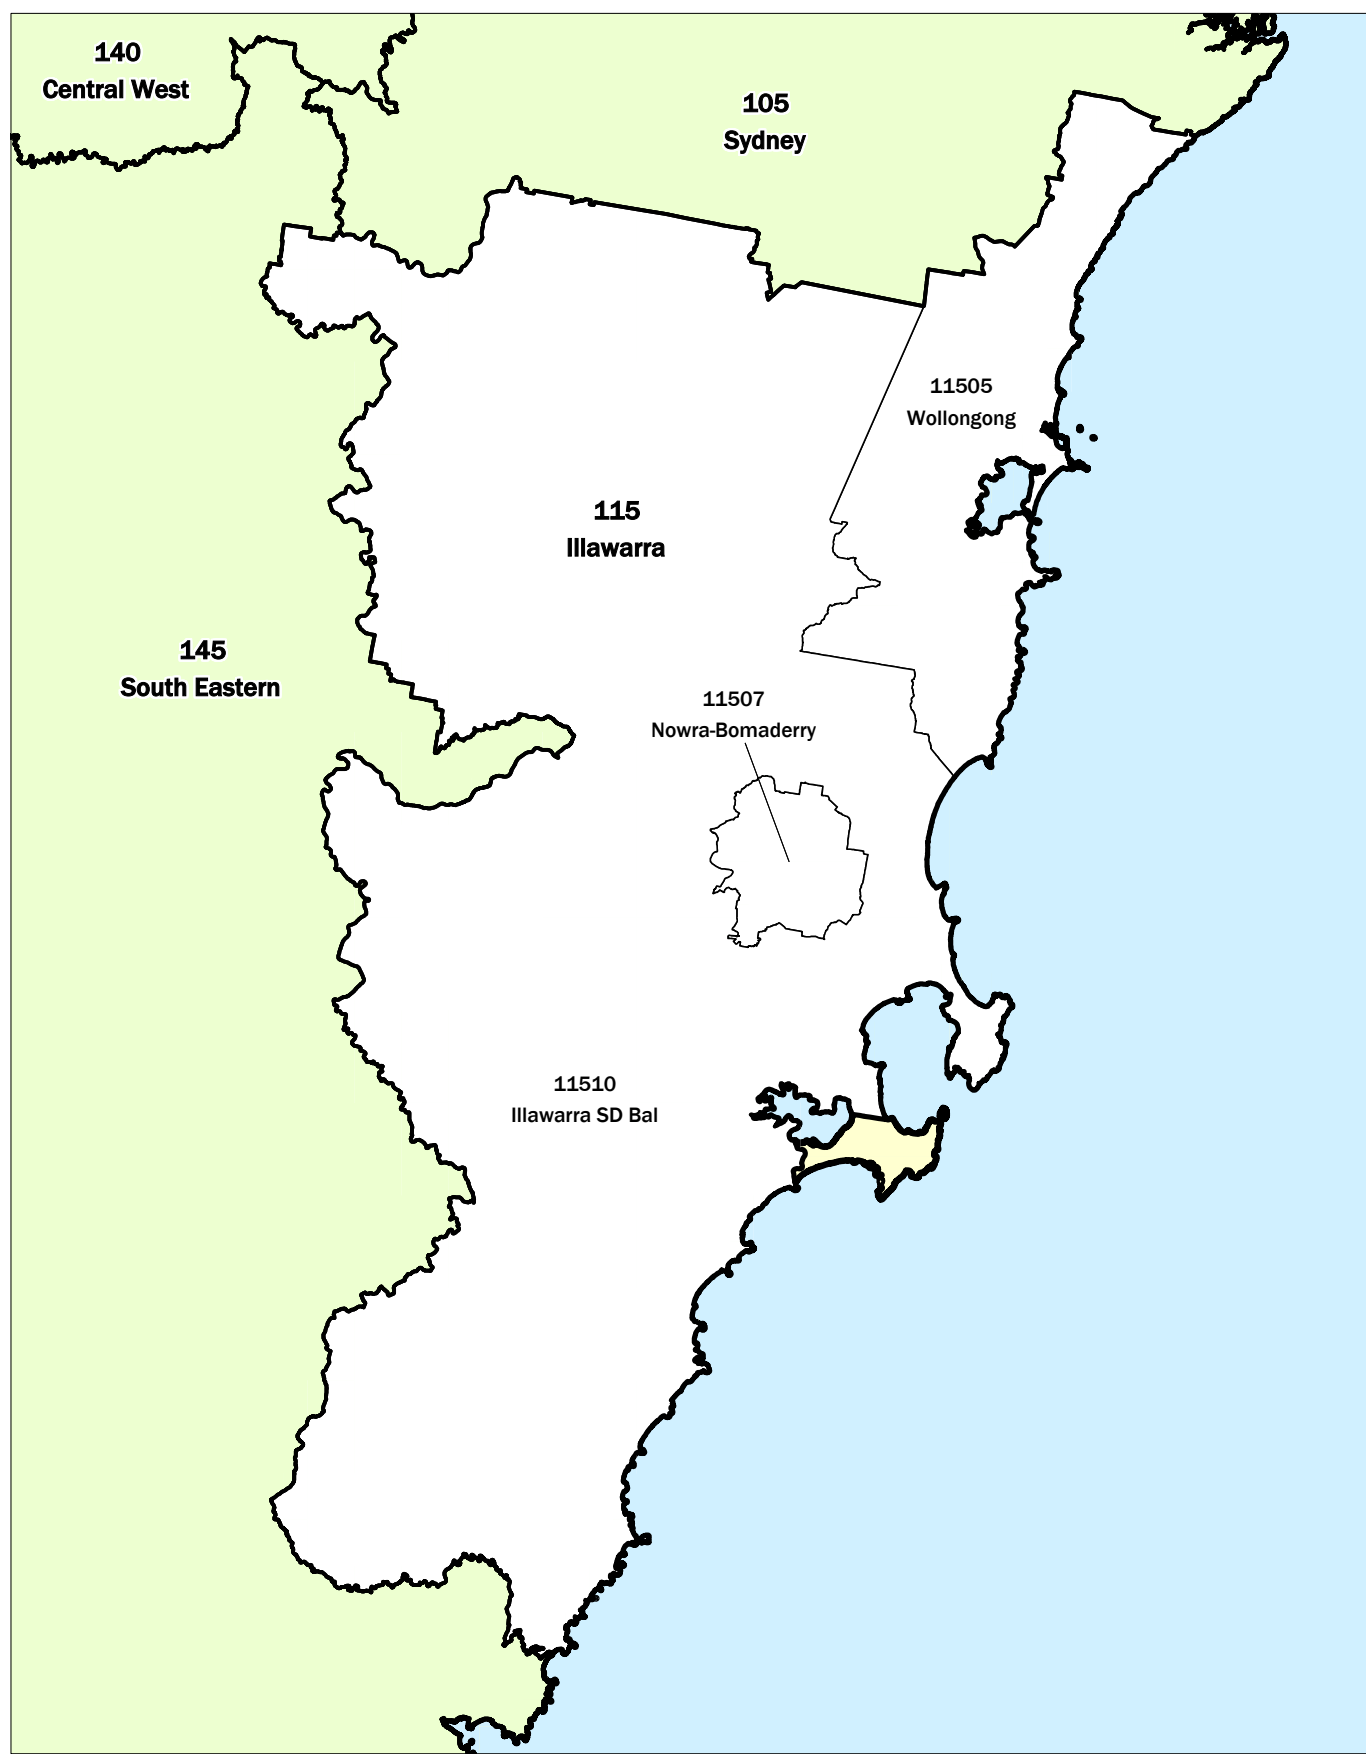 140
Central West
105
Sydney
11505
Wollongong
115
Illawarra
145
South Eastern
11507
Nowra-Bomaderry
11510
Illawarra SD Bal